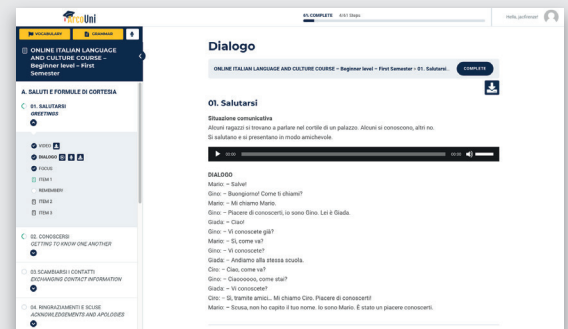 ArcoUni
6% COMPLETE 4/61 Steps
VOCABULARY
GRAMMAR
ONLINE ITALIAN LANGUAGE
AND CULTURE COURSE –
Beginner level – First
Semester
A. SALUTI E FORMULE DI CORTESIA
01. SALUTARSI
GREETINGS
VIDEO
DIALOGO
FOCUS
ITEM 1
REMEMBER!
ITEM 2
ITEM 3
02. CONOSCERSI
GETTING TO KNOW ONE ANOTHER
03.SCAMBIARSI I CONTATTI
EXCHANGING CONTACT INFORMATION
04. RINGRAZIAMENTI E SCUSE
ACKNOWLEDGEMENTS AND APOLOGIES
Dialogo
ONLINE ITALIAN LANGUAGE AND CULTURE COURSE – Beginner level – First Semester › 01. Salutarsi..
COMPLETE
01. Salutarsi
Situazione comunicativa
Alcuni ragazzi si trovano a parlare nel cortile di un palazzo. Alcuni si conoscono, altri no.
Si salutano e si presentano in modo amichevole.
00:00 00:00
DIALOGO
Mario: – Salve!
Gino: – Buongiorno! Come ti chiami?
Mario: – Mi chiamo Mario.
Gino: – Piacere di conoscerti, io sono Gino. Lei è Giada.
Giada: – Ciao!
Gino: – Vi conoscete già?
Mario: – Sì, come va?
Gino: – Vi conoscete?
Giada: – Andiamo alla stessa scuola.
Ciro: – Ciao, come va?
Gino: – Ciaooooo, come stai?
Giada: – Vi conoscete?
Ciro: – Sì, tramite amici... Mi chiamo Ciro. Piacere di conoscerti!
Mario: – Scusa, non ho capito il tuo nome. Io sono Mario. È stato un piacere conoscerti.